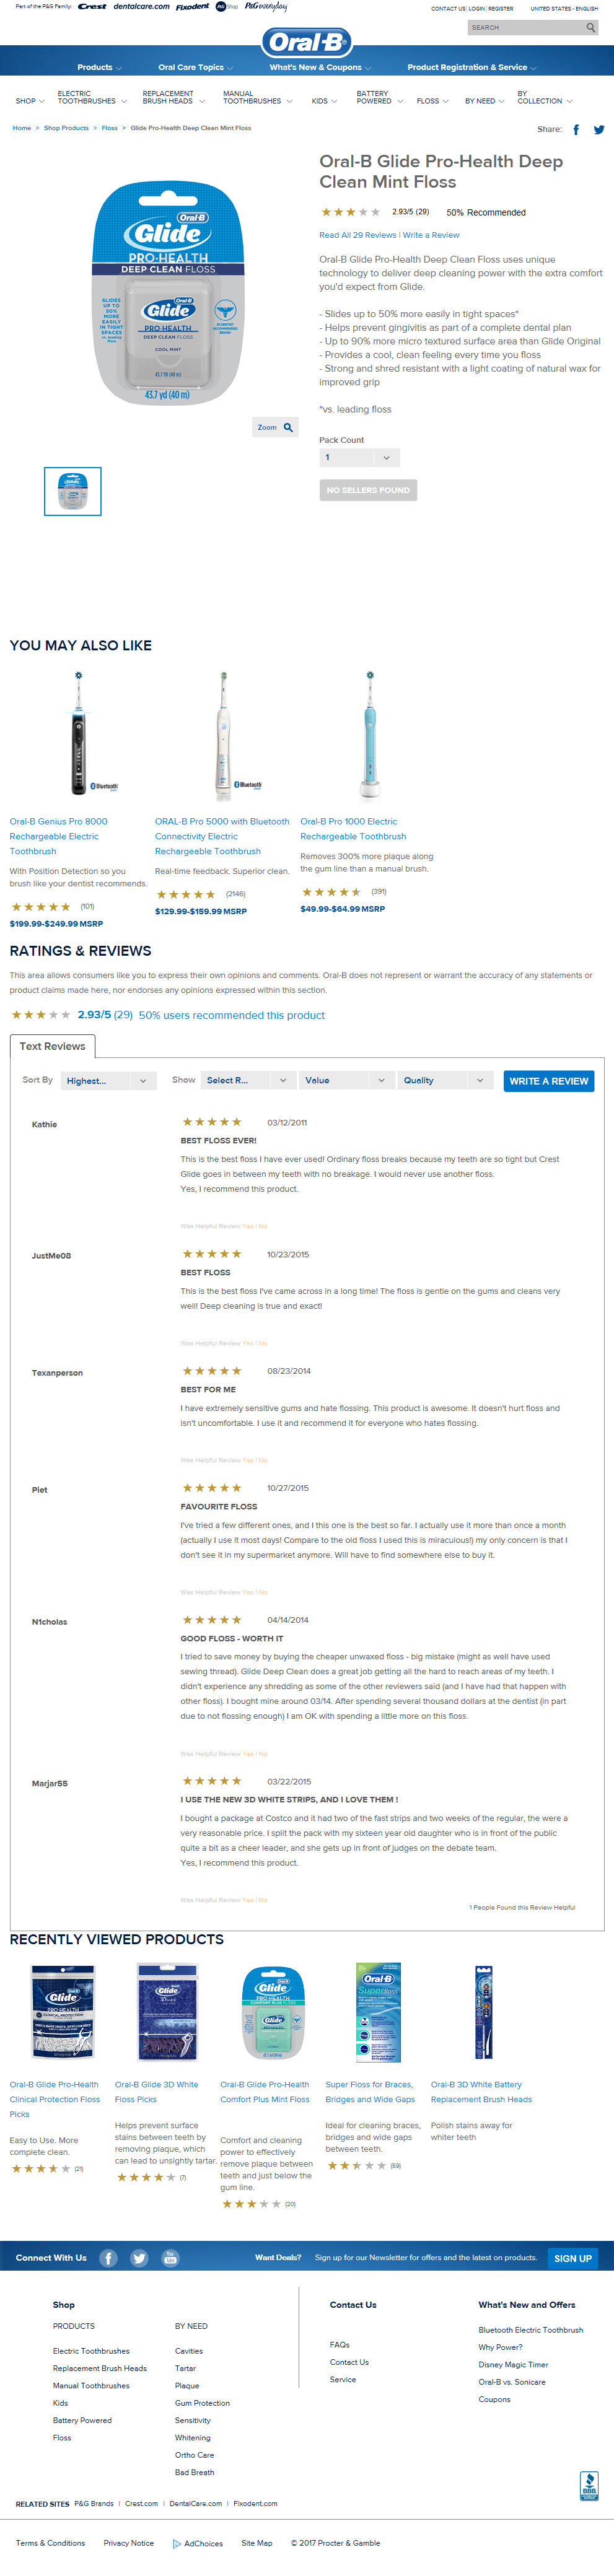 Part of the P&G Family: Crest dentalcare.com Fixodent P&G Shop P&G everyday
CONTACT US LOGIN | REGISTER UNITED STATES - ENGLISH
SEARCH
Oral-B
Products Oral Care Topics What's New & Coupons Product Registration & Service
SHOP ELECTRIC TOOTHBRUSHES REPLACEMENT BRUSH HEADS MANUAL TOOTHBRUSHES KIDS BATTERY POWERED FLOSS BY NEED BY COLLECTION
Home > Shop Products > Floss > Glide Pro-Health Deep Clean Mint Floss
Share:
Oral-B Glide Pro-Health Deep
Clean Mint Floss
2.93/5 (29) 50% Recommended
Read All 29 Reviews | Write a Review
Oral-B Glide Pro-Health Deep Clean Floss uses unique
technology to deliver deep cleaning power with the extra comfort
you'd expect from Glide.
- Slides up to 50% more easily in tight spaces*
- Helps prevent gingivitis as part of a complete dental plan
- Up to 90% more micro textured surface area than Glide Original
- Provides a cool, clean feeling every time you floss
- Strong and shred resistant with a light coating of natural wax for
improved grip
*vs. leading floss
Pack Count
1
NO SELLERS FOUND
Oral-B
Glide
PRO-HEALTH
DEEP CLEAN FLOSS
SLIDES
UP TO
50%
MORE
EASILY
IN TIGHT
SPACES
Oral-B
Glide
PRO-HEALTH
DEEP CLEAN FLOSS
COOL MINT
43.7 YD (40 m)
43.7 yd (40 m)
Zoom
YOU MAY ALSO LIKE
Bluetooth
Bluetooth
Oral-B Genius Pro 8000
Rechargeable Electric
Toothbrush
With Position Detection so you
brush like your dentist recommends.
(101)
$199.99-$249.99 MSRP
ORAL-B Pro 5000 with Bluetooth
Connectivity Electric
Rechargeable Toothbrush
Real-time feedback. Superior clean.
(2146)
$129.99-$159.99 MSRP
Oral-B Pro 1000 Electric
Rechargeable Toothbrush
Removes 300% more plaque along
the gum line than a manual brush.
(391)
$49.99-$64.99 MSRP
RATINGS & REVIEWS
This area allows consumers like you to express their own opinions and comments. Oral-B does not represent or warrant the accuracy of any statements or
product claims made here, nor endorses any opinions expressed within this section.
2.93/5 (29) 50% users recommended this product
Text Reviews
Sort By Highest... Show Select R... Value Quality WRITE A REVIEW
Kathie 03/12/2011
BEST FLOSS EVER!
This is the best floss I have ever used! Ordinary floss breaks because my teeth are so tight but Crest
Glide goes in between my teeth with no breakage. I would never use another floss.
Yes, I recommend this product.
Was Helpful Review Yes | No
JustMe08 10/23/2015
BEST FLOSS
This is the best floss I've came across in a long time! The floss is gentle on the gums and cleans very
well! Deep cleaning is true and exact!
Was Helpful Review Yes | No
Texanperson 08/23/2014
BEST FOR ME
I have extremely sensitive gums and hate flossing. This product is awesome. It doesn't hurt floss and
isn't uncomfortable. I use it and recommend it for everyone who hates flossing.
Was Helpful Review Yes | No
Piet 10/27/2015
FAVOURITE FLOSS
I've tried a few different ones, and I this one is the best so far. I actually use it more than once a month
(actually I use it most days! Compare to the old floss I used this is miraculous!) my only concern is that I
don't see it in my supermarket anymore. Will have to find somewhere else to buy it.
Was Helpful Review Yes | No
N1cholas 04/14/2014
GOOD FLOSS - WORTH IT
I tried to save money by buying the cheaper unwaxed floss - big mistake (might as well have used
sewing thread). Glide Deep Clean does a great job getting all the hard to reach areas of my teeth. I
didn't experience any shredding as some of the other reviewers said (and I have had that happen with
other floss). I bought mine around 03/14. After spending several thousand dollars at the dentist (in part
due to not flossing enough) I am OK with spending a little more on this floss.
Was Helpful Review Yes | No
Marjar55 03/22/2015
I USE THE NEW 3D WHITE STRIPS, AND I LOVE THEM !
I bought a package at Costco and it had two of the fast strips and two weeks of the regular, the were a
very reasonable price. I split the pack with my sixteen year old daughter who is in front of the public
quite a bit as a cheer leader, and she gets up in front of judges on the debate team.
Yes, I recommend this product.
Was Helpful Review Yes | No
1 People Found this Review Helpful
RECENTLY VIEWED PRODUCTS
Oral-B Glide Pro-Health
Clinical Protection Floss
Picks
Easy to Use. More
complete clean.
(21)
Oral-B Glide 3D White
Floss Picks
Helps prevent surface
stains between teeth by
removing plaque, which
can lead to unsightly tartar.
(7)
Oral-B Glide Pro-Health
Comfort Plus Mint Floss
Comfort and cleaning
power to effectively
remove plaque between
teeth and just below the
gum line.
(20)
Super Floss for Braces,
Bridges and Wide Gaps
Ideal for cleaning braces,
bridges and wide gaps
between teeth.
(59)
Oral-B 3D White Battery
Replacement Brush Heads
Polish stains away for
whiter teeth
Connect With Us
Want Deals? Sign up for our Newsletter for offers and the latest on products. SIGN UP
Shop
PRODUCTS
Electric Toothbrushes
Replacement Brush Heads
Manual Toothbrushes
Kids
Battery Powered
Floss
BY NEED
Cavities
Tartar
Plaque
Gum Protection
Sensitivity
Whitening
Ortho Care
Bad Breath
Contact Us
FAQs
Contact Us
Service
What's New and Offers
Bluetooth Electric Toothbrush
Why Power?
Disney Magic Timer
Oral-B vs. Sonicare
Coupons
BBB
RELATED SITES P&G Brands | Crest.com | DentalCare.com | Fixodent.com
Terms & Conditions Privacy Notice AdChoices Site Map © 2017 Procter & Gamble